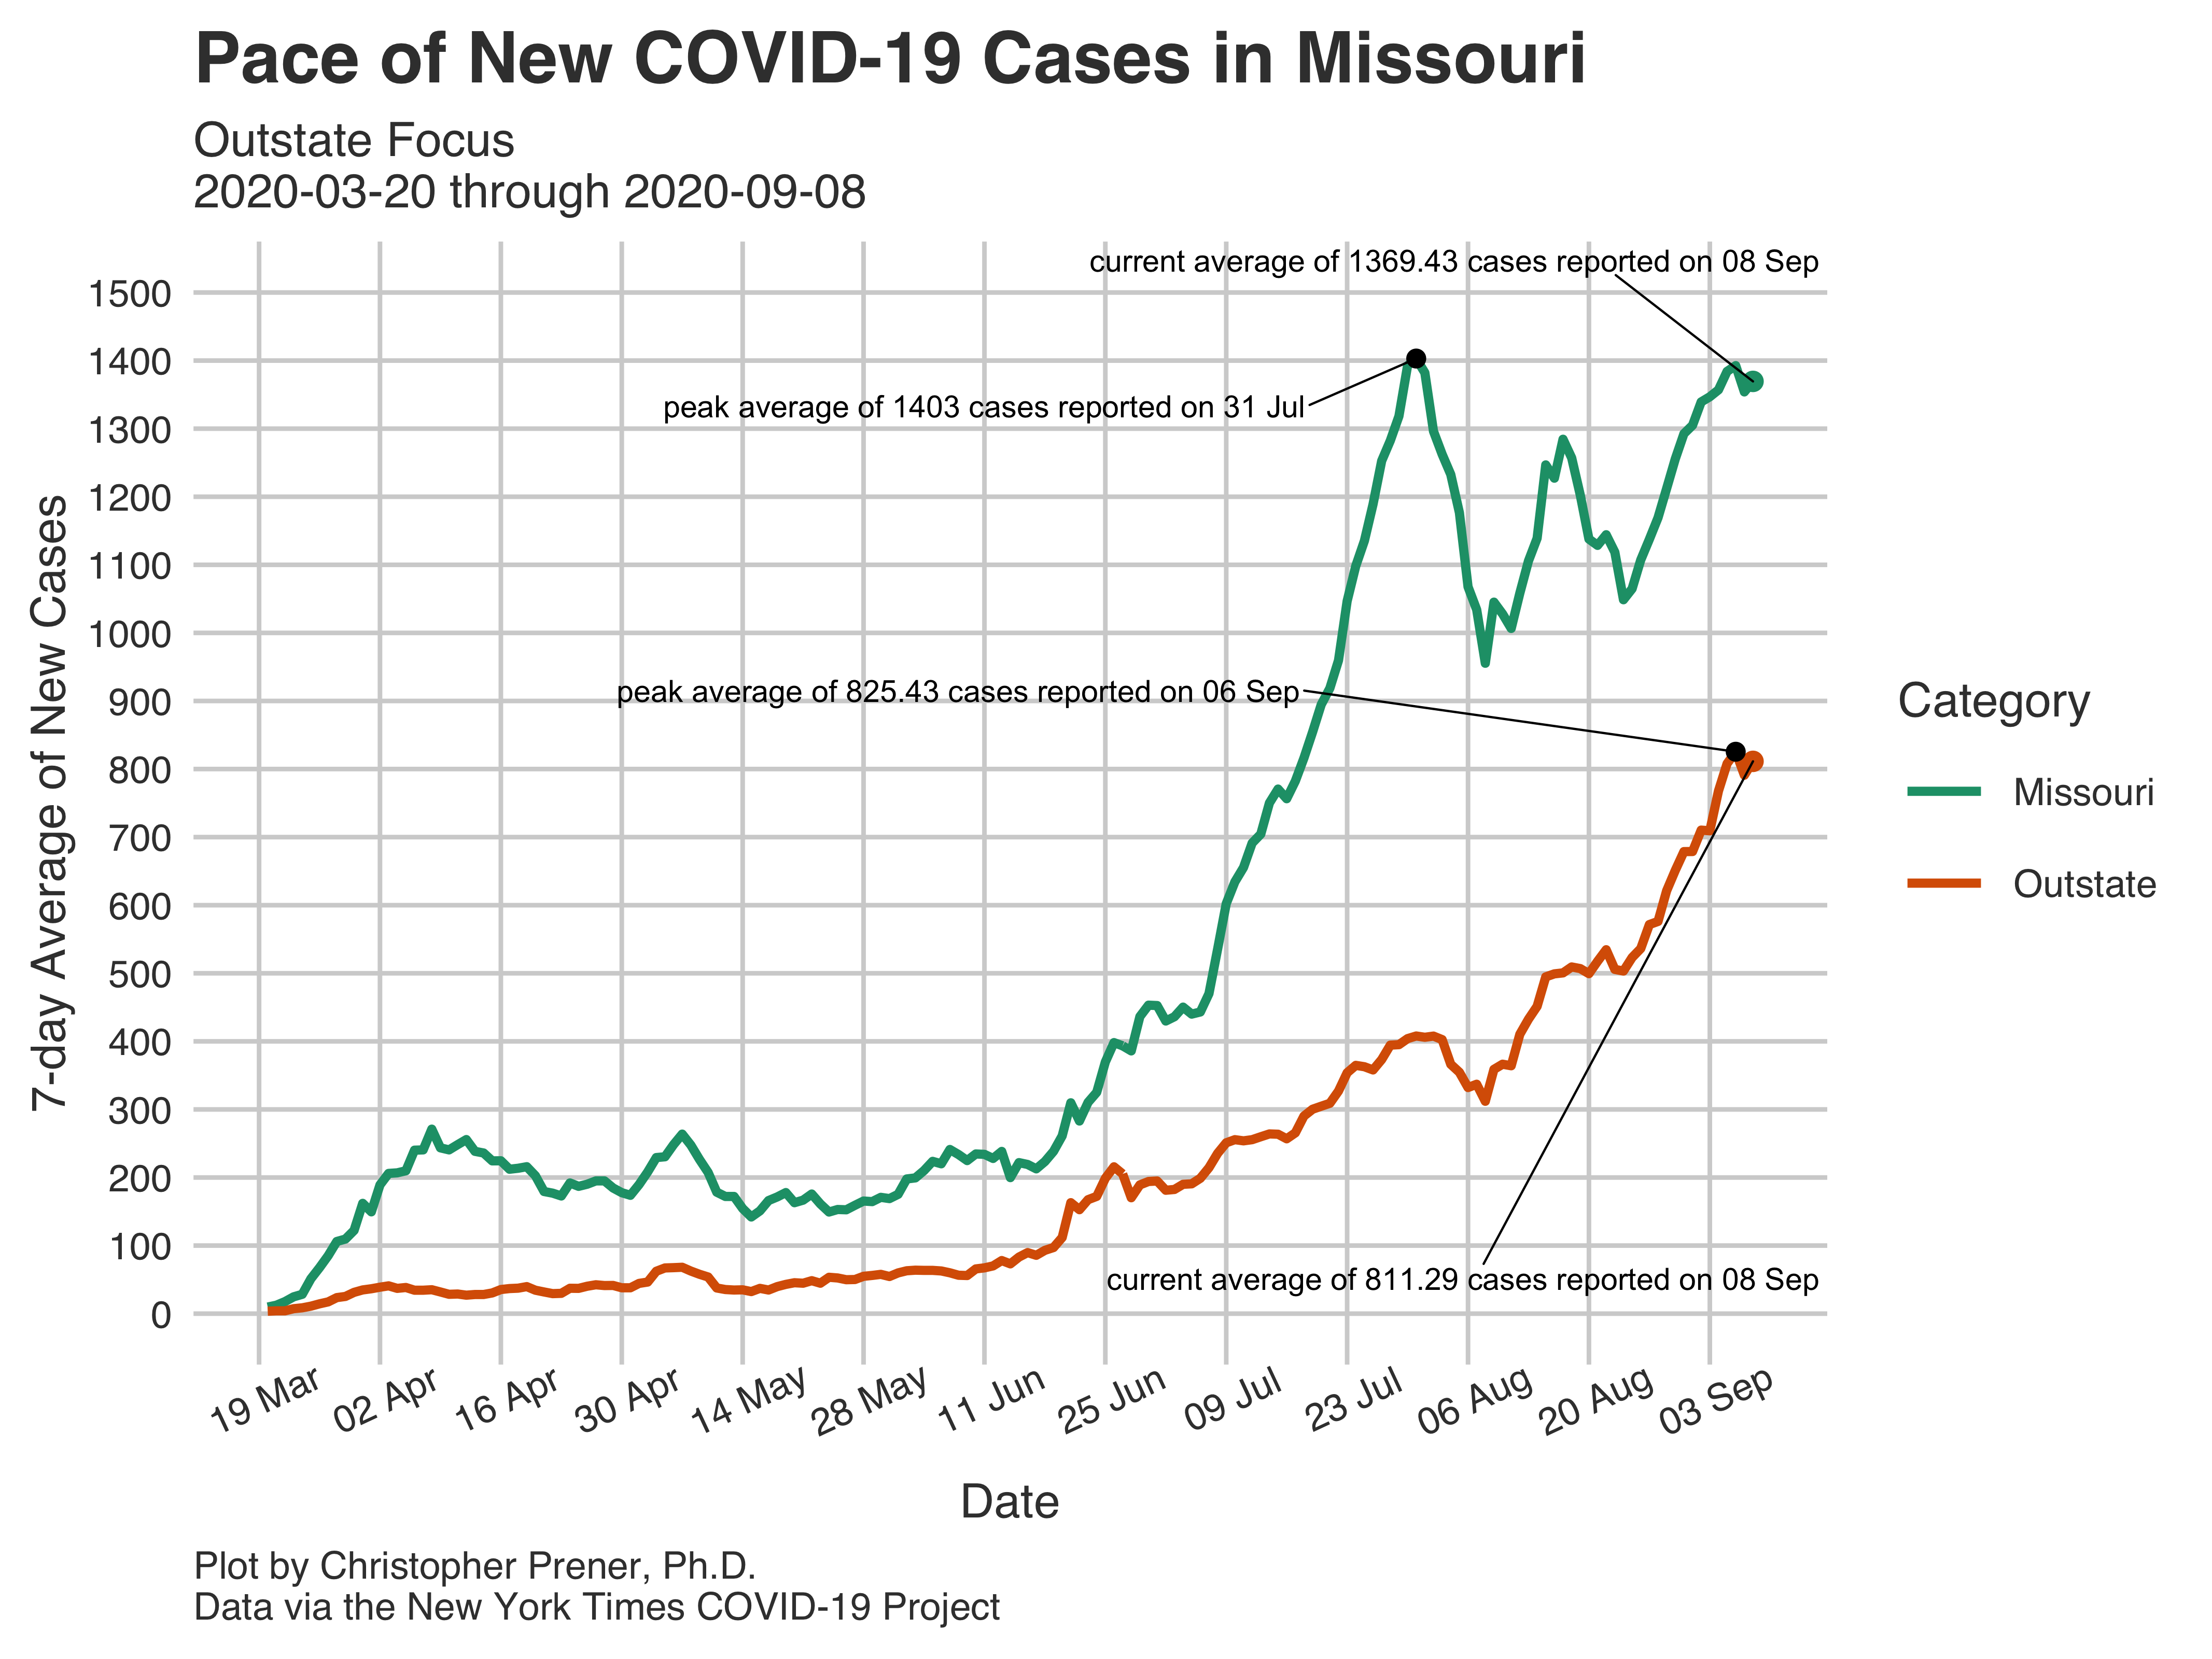 Pace of New COVID-19 Cases in Missouri
Outstate Focus
2020-03-20 through 2020-09-08
current average of 1369.43 cases reported on 08 Sep
peak average of 1403 cases reported on 31 Jul
peak average of 825.43 cases reported on 06 Sep
current average of 811.29 cases reported on 08 Sep
7-day Average of New Cases
1500
1400
1300
1200
1100
1000
900
800
700
600
500
400
300
200
100
0
19 Mar
02 Apr
16 Apr
30 Apr
14 May
28 May
11 Jun
25 Jun
09 Jul
23 Jul
06 Aug
20 Aug
03 Sep
Date
Category
Missouri
Outstate
Plot by Christopher Prener, Ph.D.
Data via the New York Times COVID-19 Project